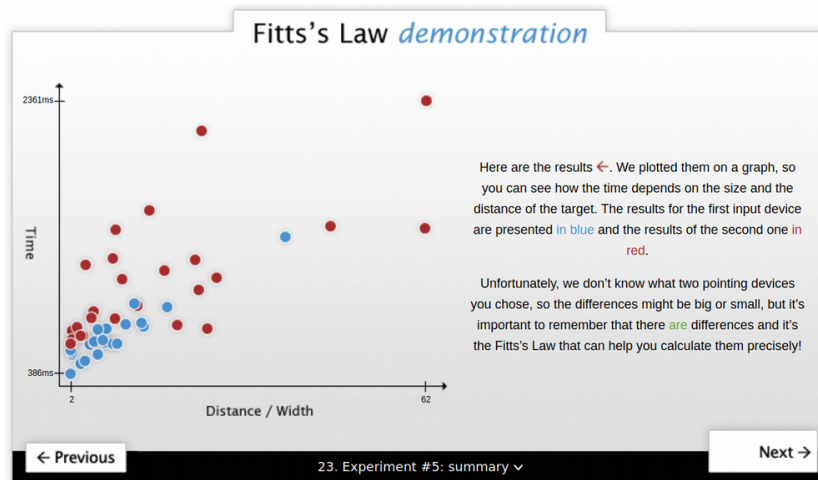 Fitts's Law demonstration
2361ms
Time
386ms
2
62
Distance / Width
Here are the results ←. We plotted them on a graph, so
you can see how the time depends on the size and the
distance of the target. The results for the first input device
are presented in blue and the results of the second one in
red.
Unfortunately, we don't know what two pointing devices
you chose, so the differences might be big or small, but it's
important to remember that there are differences and it's
the Fitts's Law that can help you calculate them precisely!
← Previous
23. Experiment #5: summary
Next →